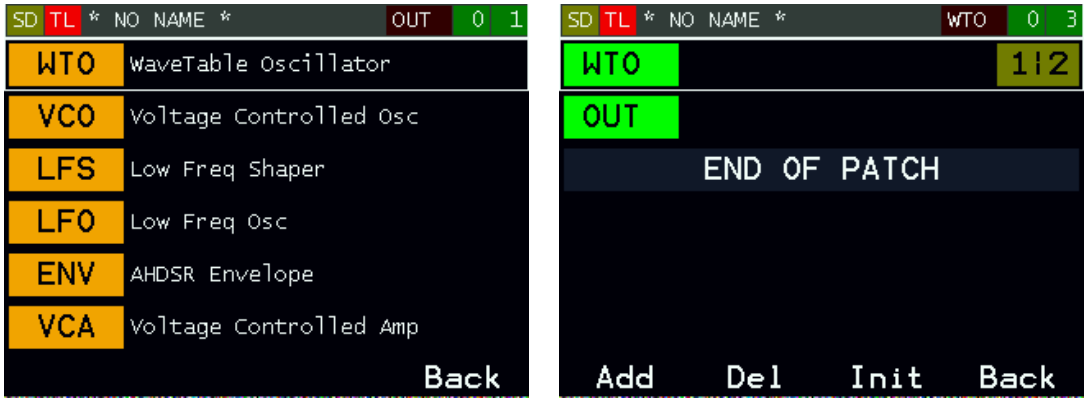 SD TL * NO NAME * OUT 0 1
WTO WaveTable Oscillator
VCO Voltage Controlled Osc
LFS Low Freq Shaper
LFO Low Freq Osc
ENV AHDSR Envelope
VCA Voltage Controlled Amp
Back
SD TL * NO NAME * WTO 0 3
WTO 1¦2
OUT
END OF PATCH
Add Del Init Back